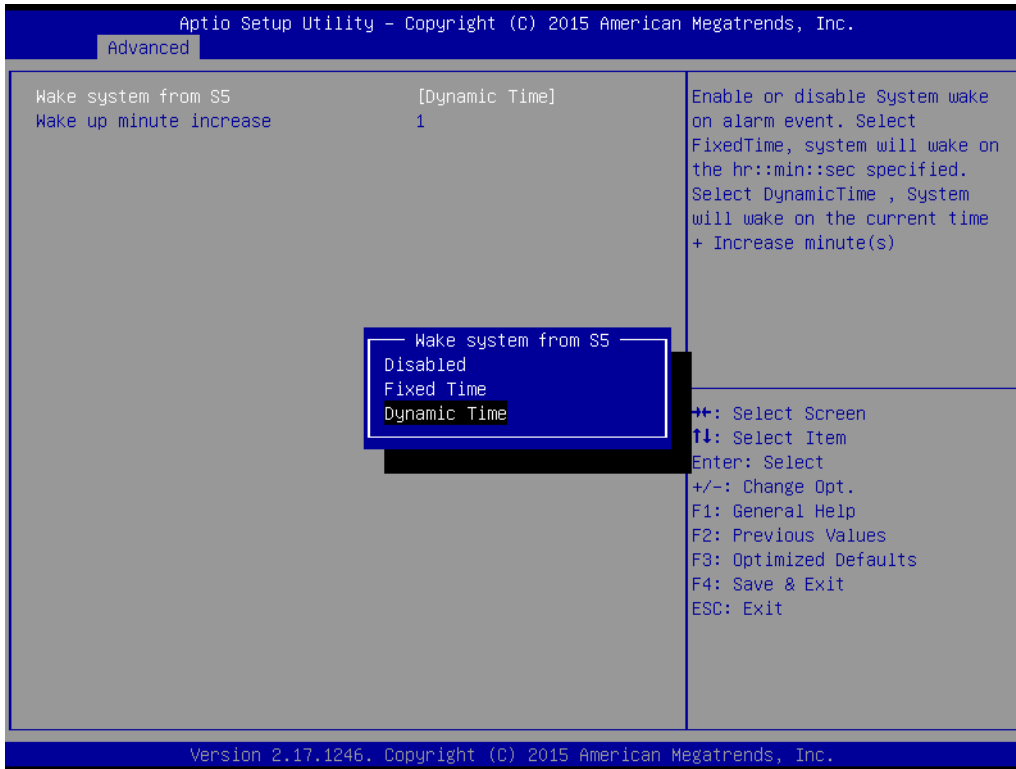 Aptio Setup Utility – Copyright (C) 2015 American Megatrends, Inc.
Advanced
Wake system from S5 [Dynamic Time]
Wake up minute increase 1
Enable or disable System wake
on alarm event. Select
FixedTime, system will wake on
the hr::min::sec specified.
Select DynamicTime , System
will wake on the current time
+ Increase minute(s)
Wake system from S5
Disabled
Fixed Time
Dynamic Time
→←: Select Screen
↑↓: Select Item
Enter: Select
+/-: Change Opt.
F1: General Help
F2: Previous Values
F3: Optimized Defaults
F4: Save & Exit
ESC: Exit
Version 2.17.1246. Copyright (C) 2015 American Megatrends, Inc.